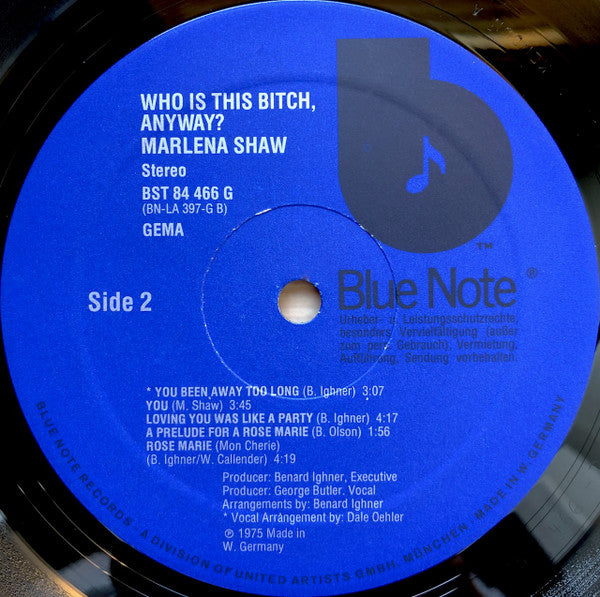 WHO IS THIS BITCH,
ANYWAY?
MARLENA SHAW
Stereo
BST 84 466 G
(BN-LA 397-G B)
GEMA
Side 2
TM
Blue Note ®
Urheber- u. Leistungsschutzrechte,
besonders Vervielfältigung (außer
zum pers. Gebrauch), Vermietung,
Aufführung, Sendung vorbehalten.
* YOU BEEN AWAY TOO LONG (B. Ighner) 3:07
YOU (M. Shaw) 3:45
LOVING YOU WAS LIKE A PARTY (B. Ighner) 4:17
A PRELUDE FOR A ROSE MARIE (B. Olson) 1:56
ROSE MARIE (Mon Cherie)
(B. Ighner/W. Callender) 4:19
Producer: Benard Ighner, Executive
Producer: George Butler. Vocal
Arrangements by: Benard Ighner
* Vocal Arrangement by: Dale Oehler
℗ 1975 Made in
W. Germany
BLUE NOTE RECORDS · A DIVISION OF UNITED ARTISTS GMBH, MÜNCHEN · MADE IN W. GERMANY